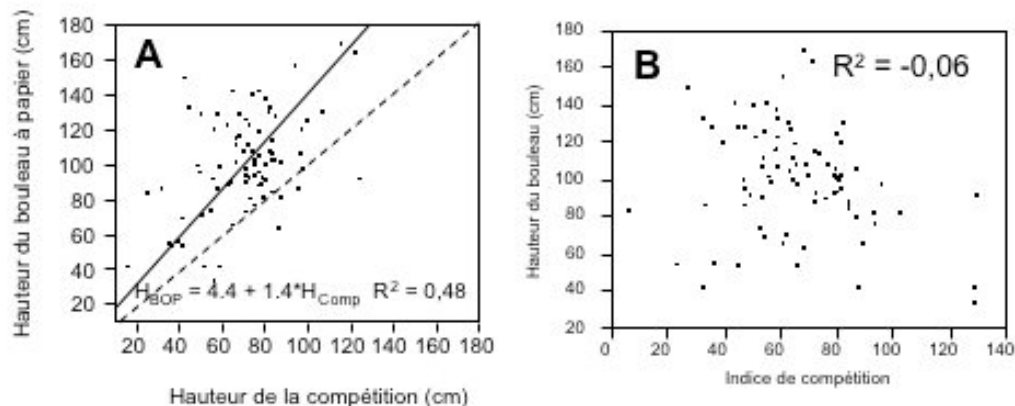 A
Hauteur du bouleau à papier (cm)
180
160
140
120
100
80
60
40
20
H_BOP = 4.4 + 1.4*H_Comp R² = 0,48
20 40 60 80 100 120 140 160 180
Hauteur de la compétition (cm)
B
R² = -0,06
Hauteur du bouleau (cm)
180
160
140
120
100
80
60
40
20
0 20 40 60 80 100 120 140
Indice de compétition